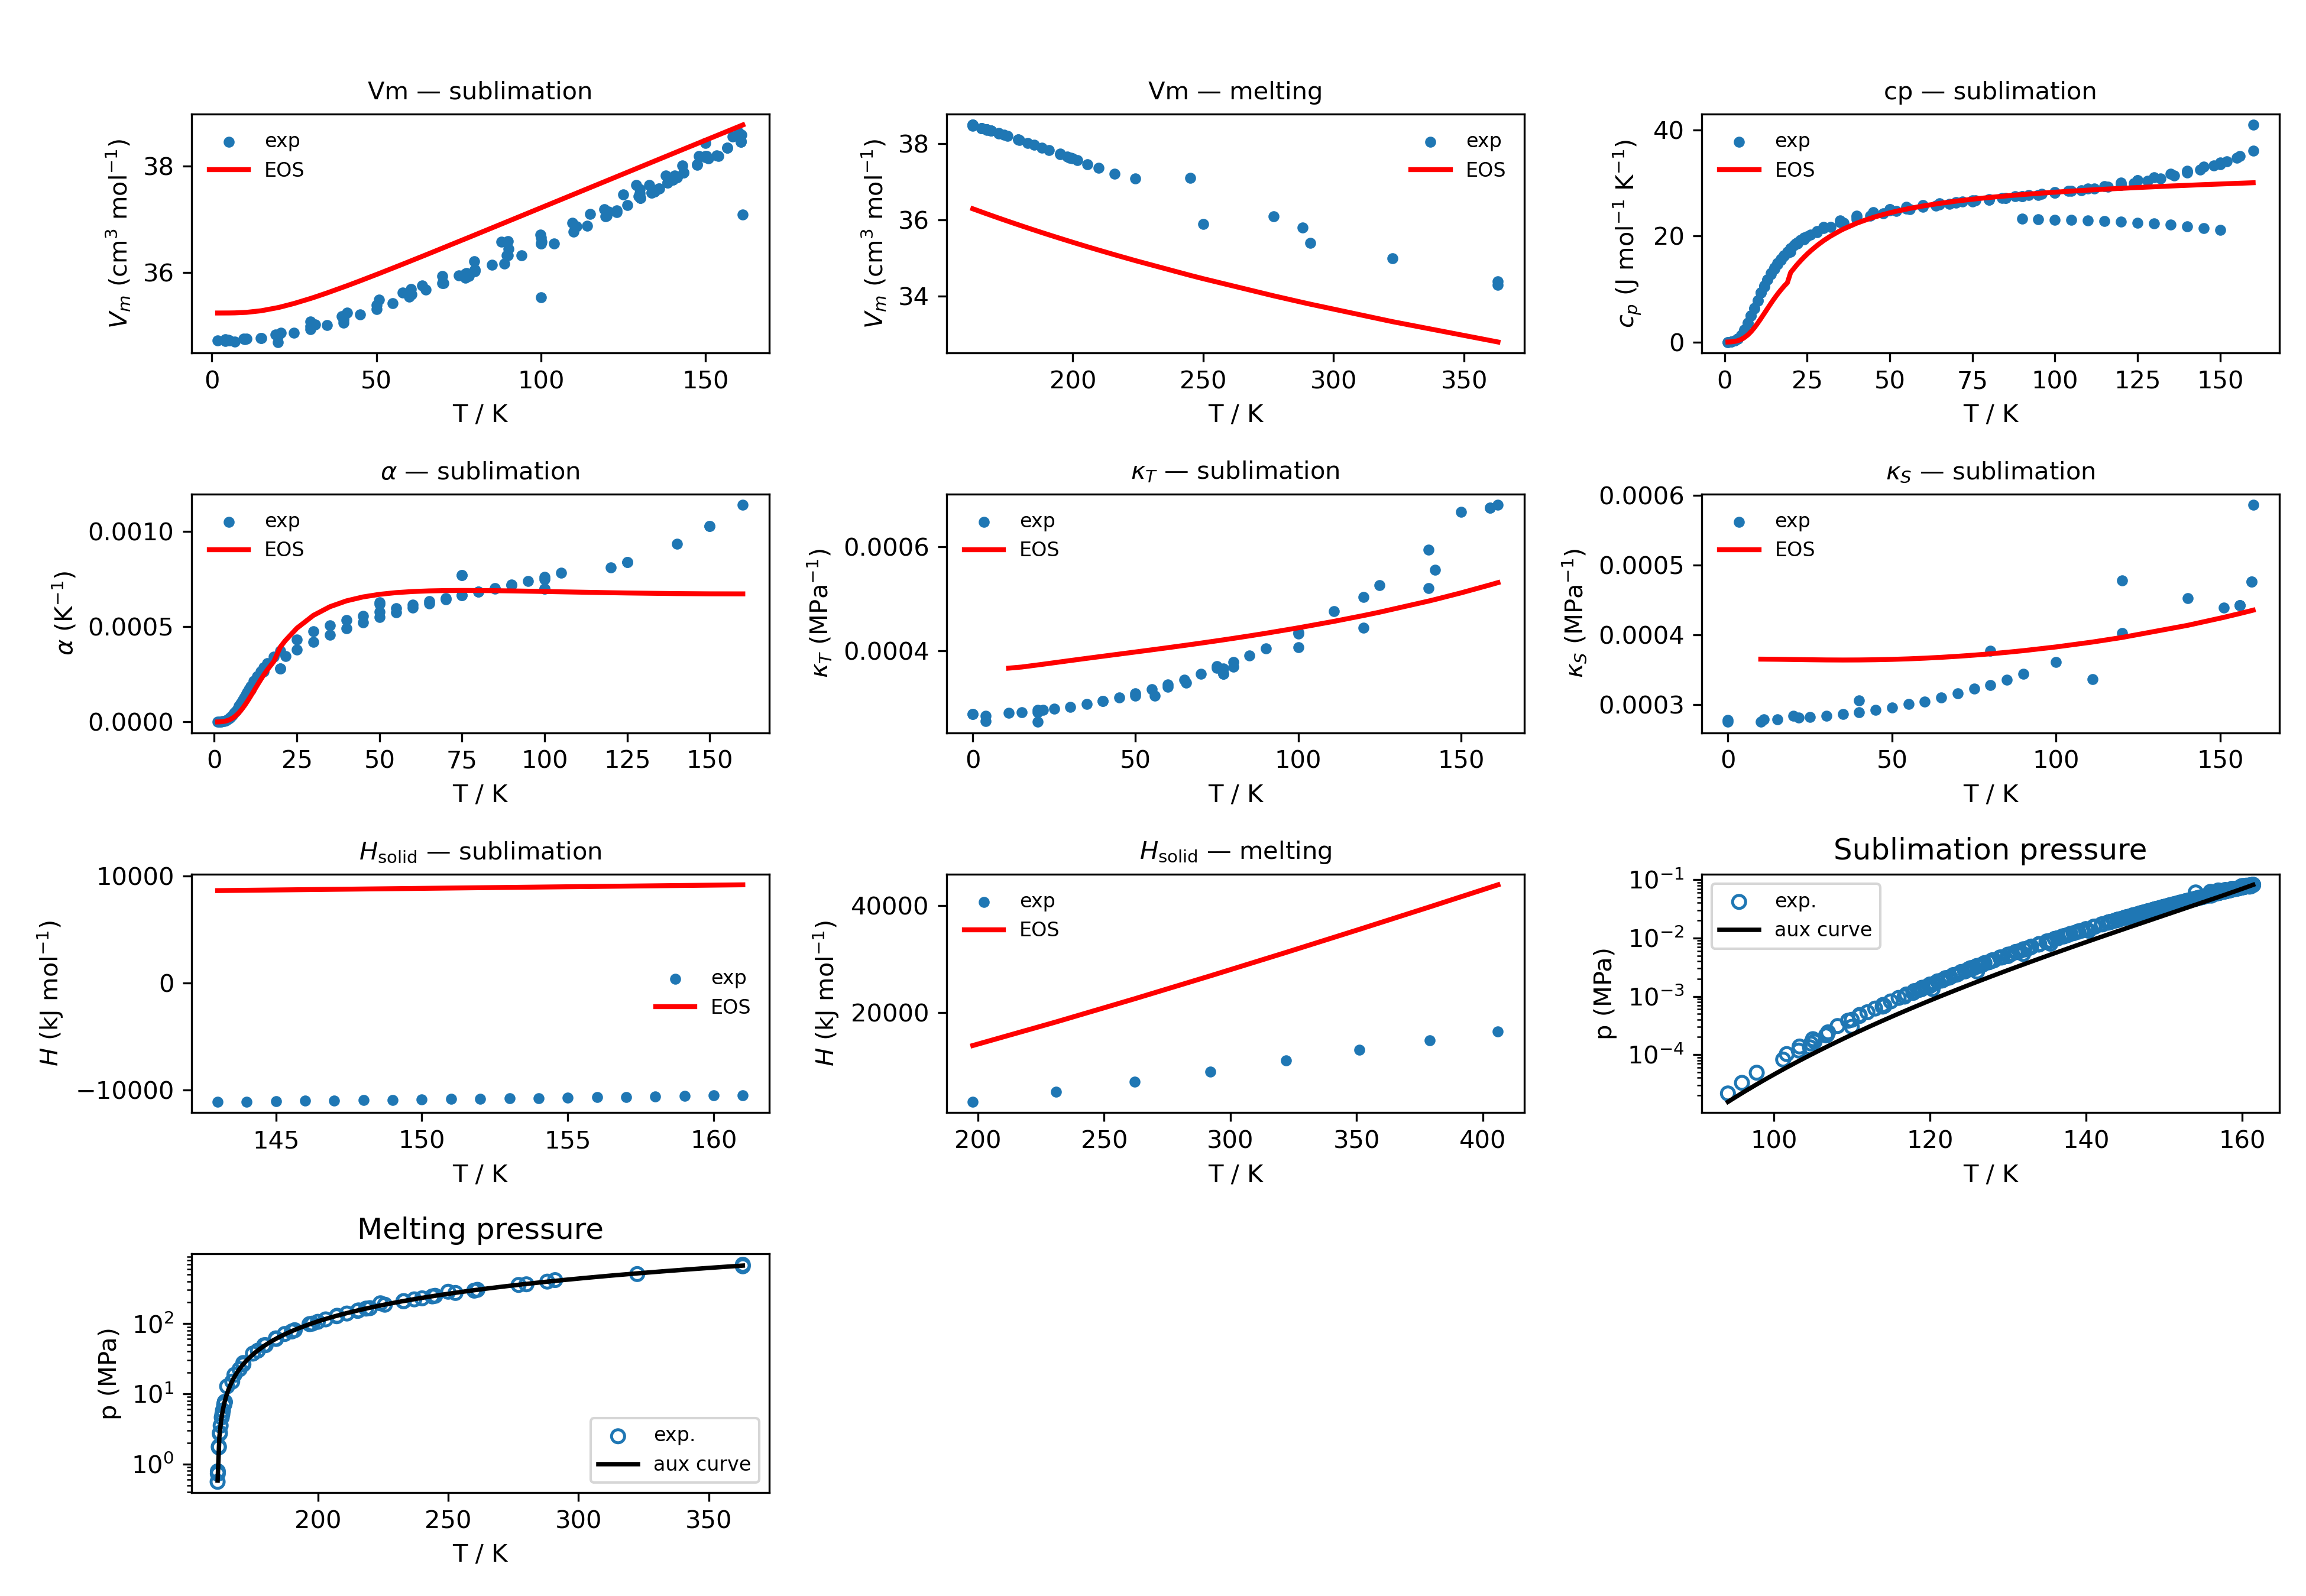 Vm — sublimation
Vₘ (cm³ mol⁻¹)
38
36
exp
EOS
0 50 100 150
T / K
Vm — melting
Vₘ (cm³ mol⁻¹)
38
36
34
exp
EOS
200 250 300 350
T / K
cp — sublimation
cₚ (J mol⁻¹ K⁻¹)
40
20
0
exp
EOS
0 25 50 75 100 125 150
T / K
α — sublimation
α (K⁻¹)
0.0010
0.0005
0.0000
exp
EOS
0 25 50 75 100 125 150
T / K
κ_T — sublimation
κ_T (MPa⁻¹)
0.0006
0.0004
exp
EOS
0 50 100 150
T / K
κ_S — sublimation
κ_S (MPa⁻¹)
0.0006
0.0005
0.0004
0.0003
exp
EOS
0 50 100 150
T / K
H_solid — sublimation
H (kJ mol⁻¹)
10000
0
−10000
exp
EOS
145 150 155 160
T / K
H_solid — melting
H (kJ mol⁻¹)
40000
20000
exp
EOS
200 250 300 350 400
T / K
Sublimation pressure
p (MPa)
10⁻¹
10⁻²
10⁻³
10⁻⁴
exp.
aux curve
100 120 140 160
T / K
Melting pressure
p (MPa)
10²
10¹
10⁰
exp.
aux curve
200 250 300 350
T / K